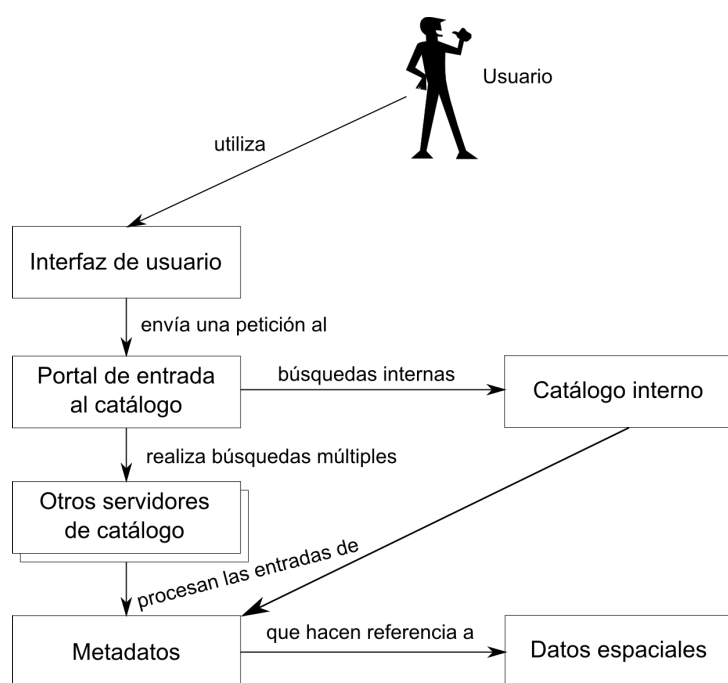 Usuario
utiliza
Interfaz de usuario
envía una petición al
Portal de entrada
al catálogo
búsquedas internas
Catálogo interno
realiza búsquedas múltiples
Otros servidores
de catálogo
procesan las entradas de
Metadatos
que hacen referencia a
Datos espaciales